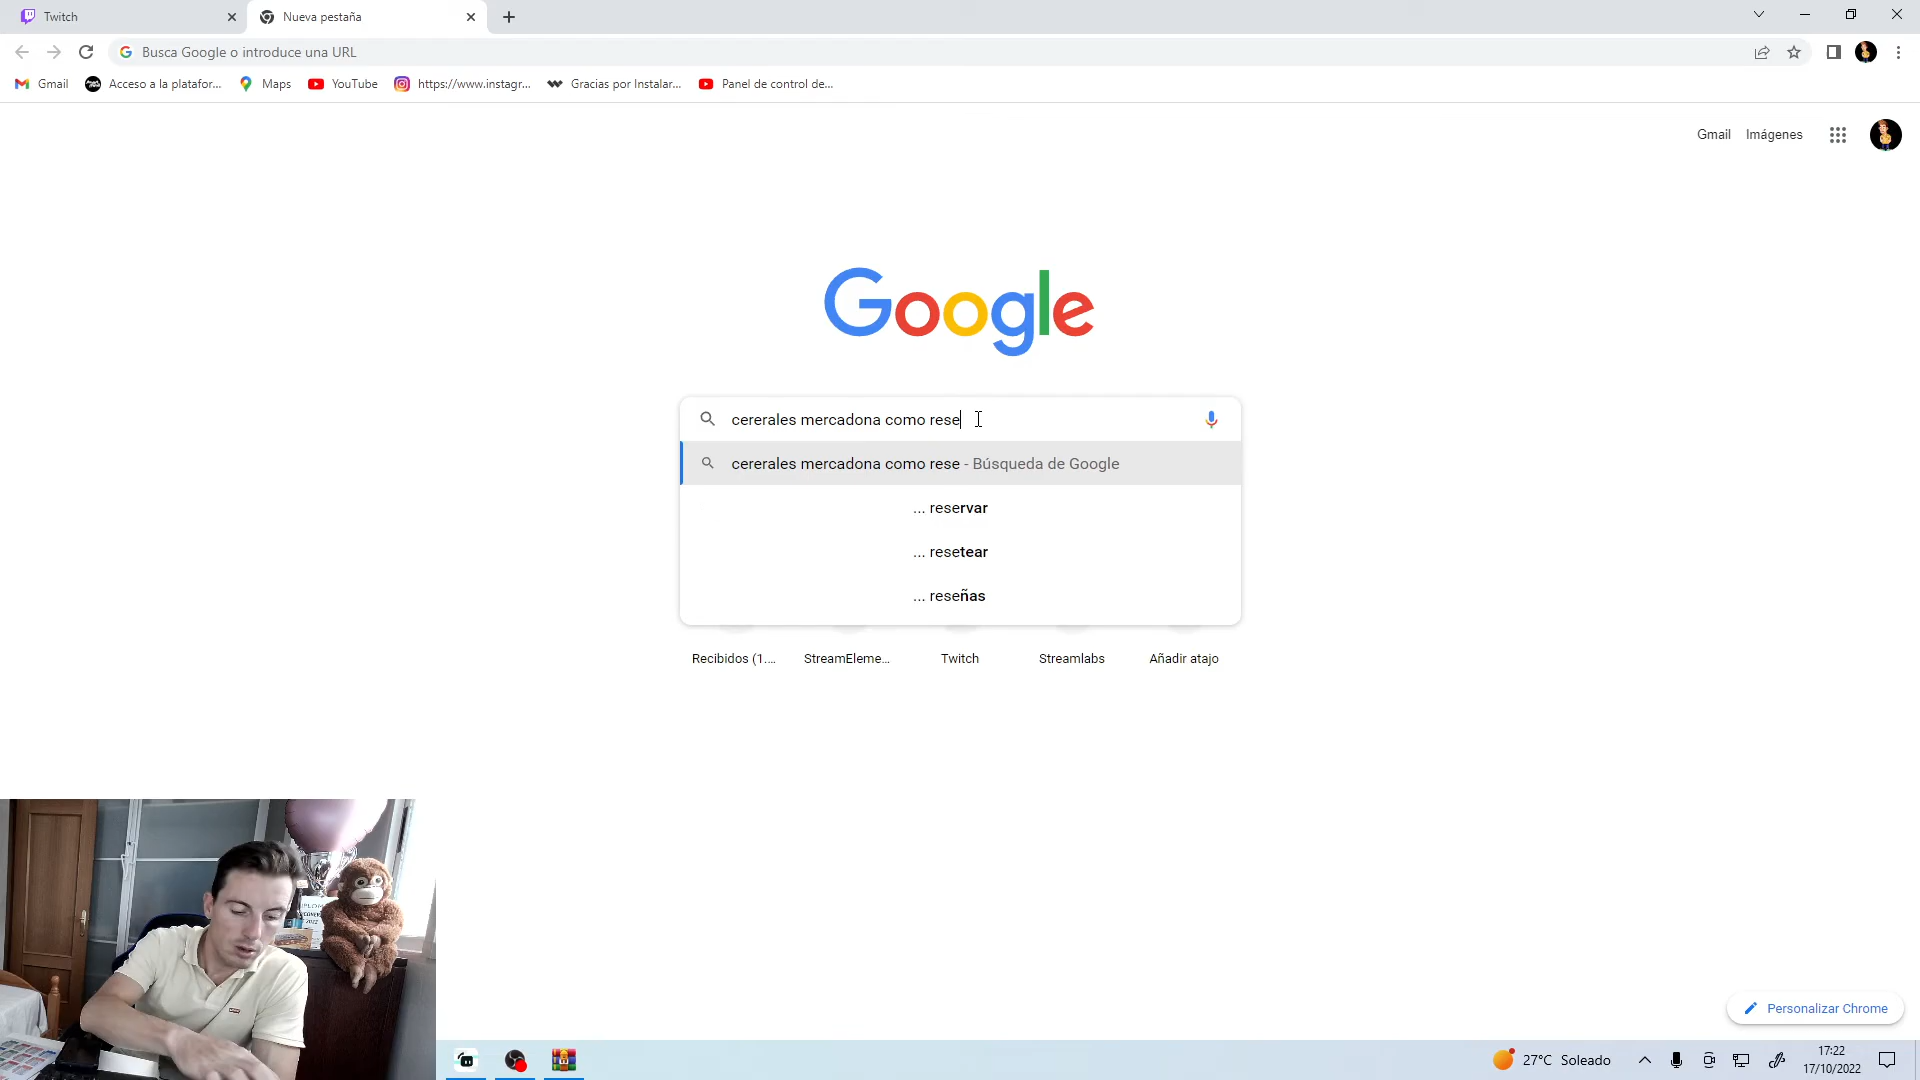 Twitch
Nueva pestaña
Busca Google o introduce una URL
Gmail
Acceso a la platafor...
Maps
YouTube
https://www.instagr...
Gracias por Instalar...
Panel de control de...
Gmail
Imágenes
Google
cererales mercadona como rese
cererales mercadona como rese - Búsqueda de Google
... reservar
... resetear
... reseñas
Recibidos (1....
StreamEleme...
Twitch
Streamlabs
Añadir atajo
Personalizar Chrome
27°C Soleado
17:22
17/10/2022